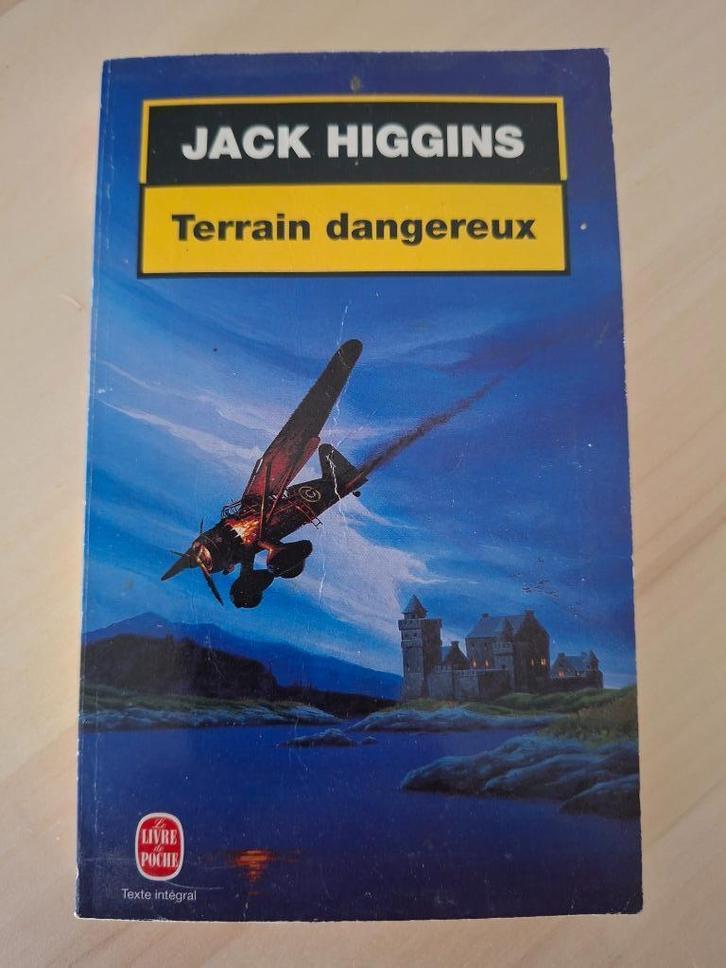 JACK HIGGINS
Terrain dangereux
Le
LIVRE
de
POCHE
Texte intégral